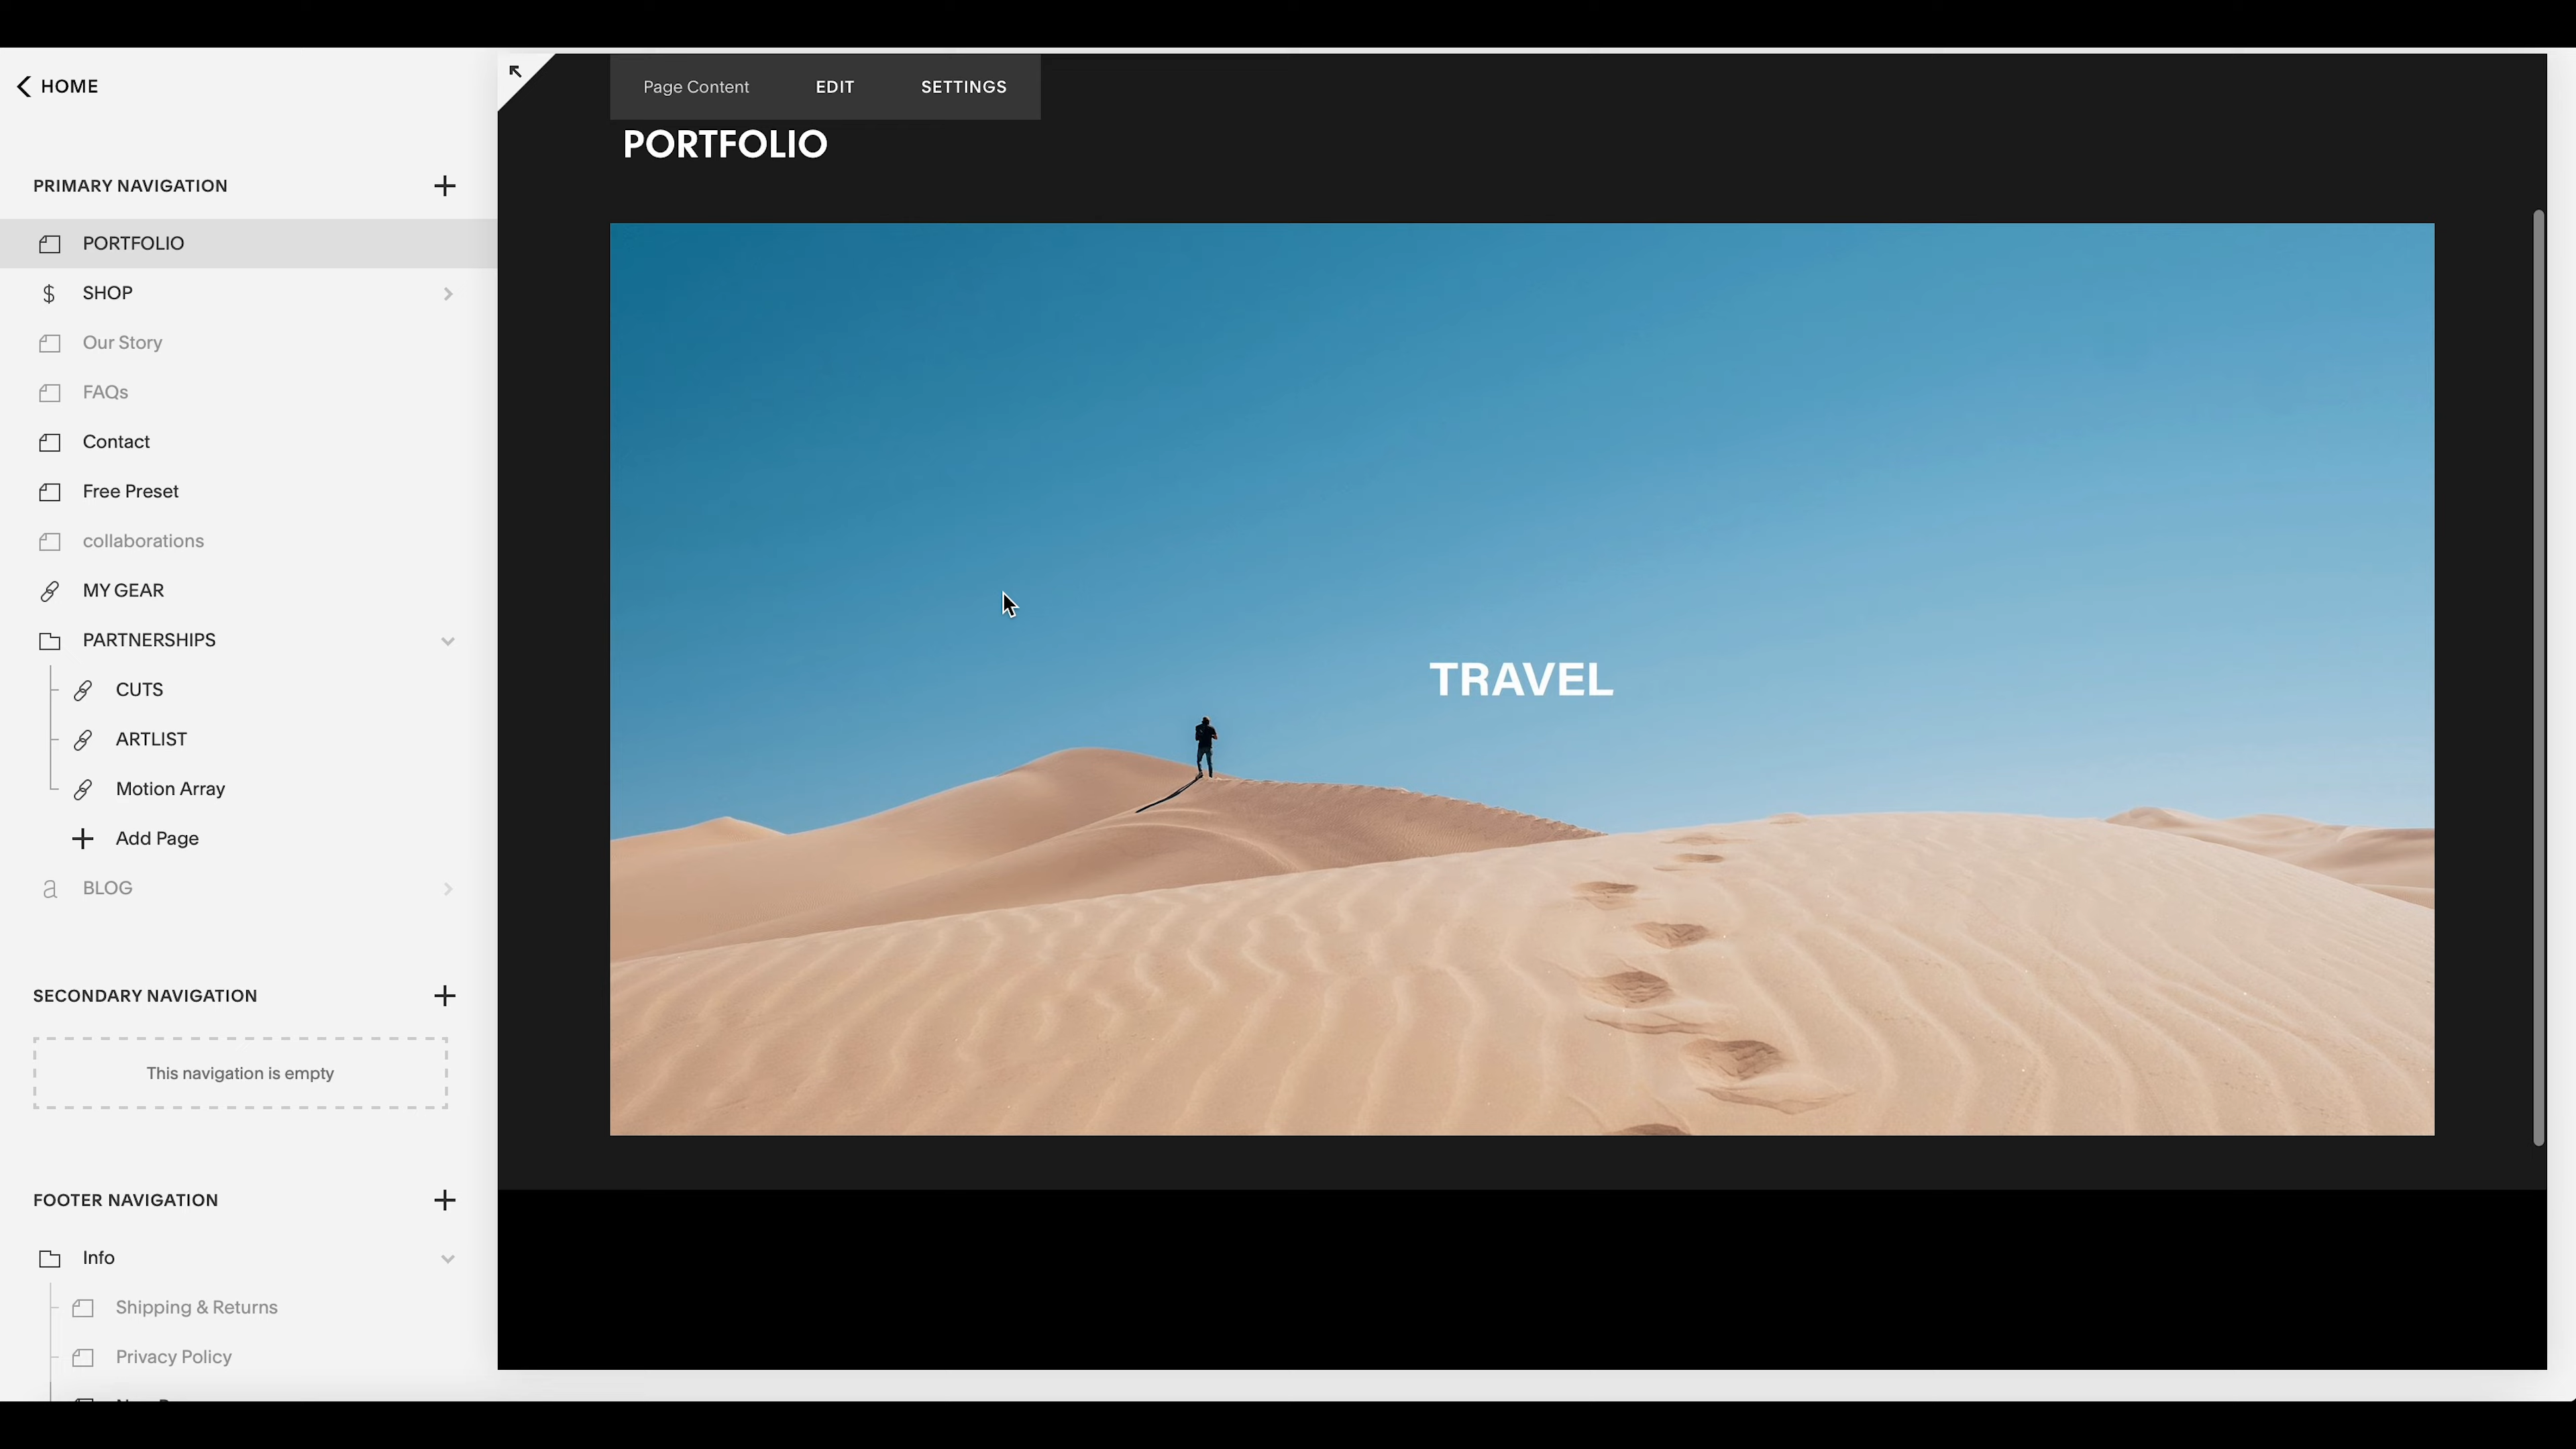 HOME
PRIMARY NAVIGATION
PORTFOLIO
SHOP
Our Story
FAQs
Contact
Free Preset
collaborations
MY GEAR
PARTNERSHIPS
CUTS
ARTLIST
Motion Array
Add Page
BLOG
SECONDARY NAVIGATION
This navigation is empty
FOOTER NAVIGATION
Info
Shipping & Returns
Privacy Policy
Page Content EDIT SETTINGS
PORTFOLIO
TRAVEL